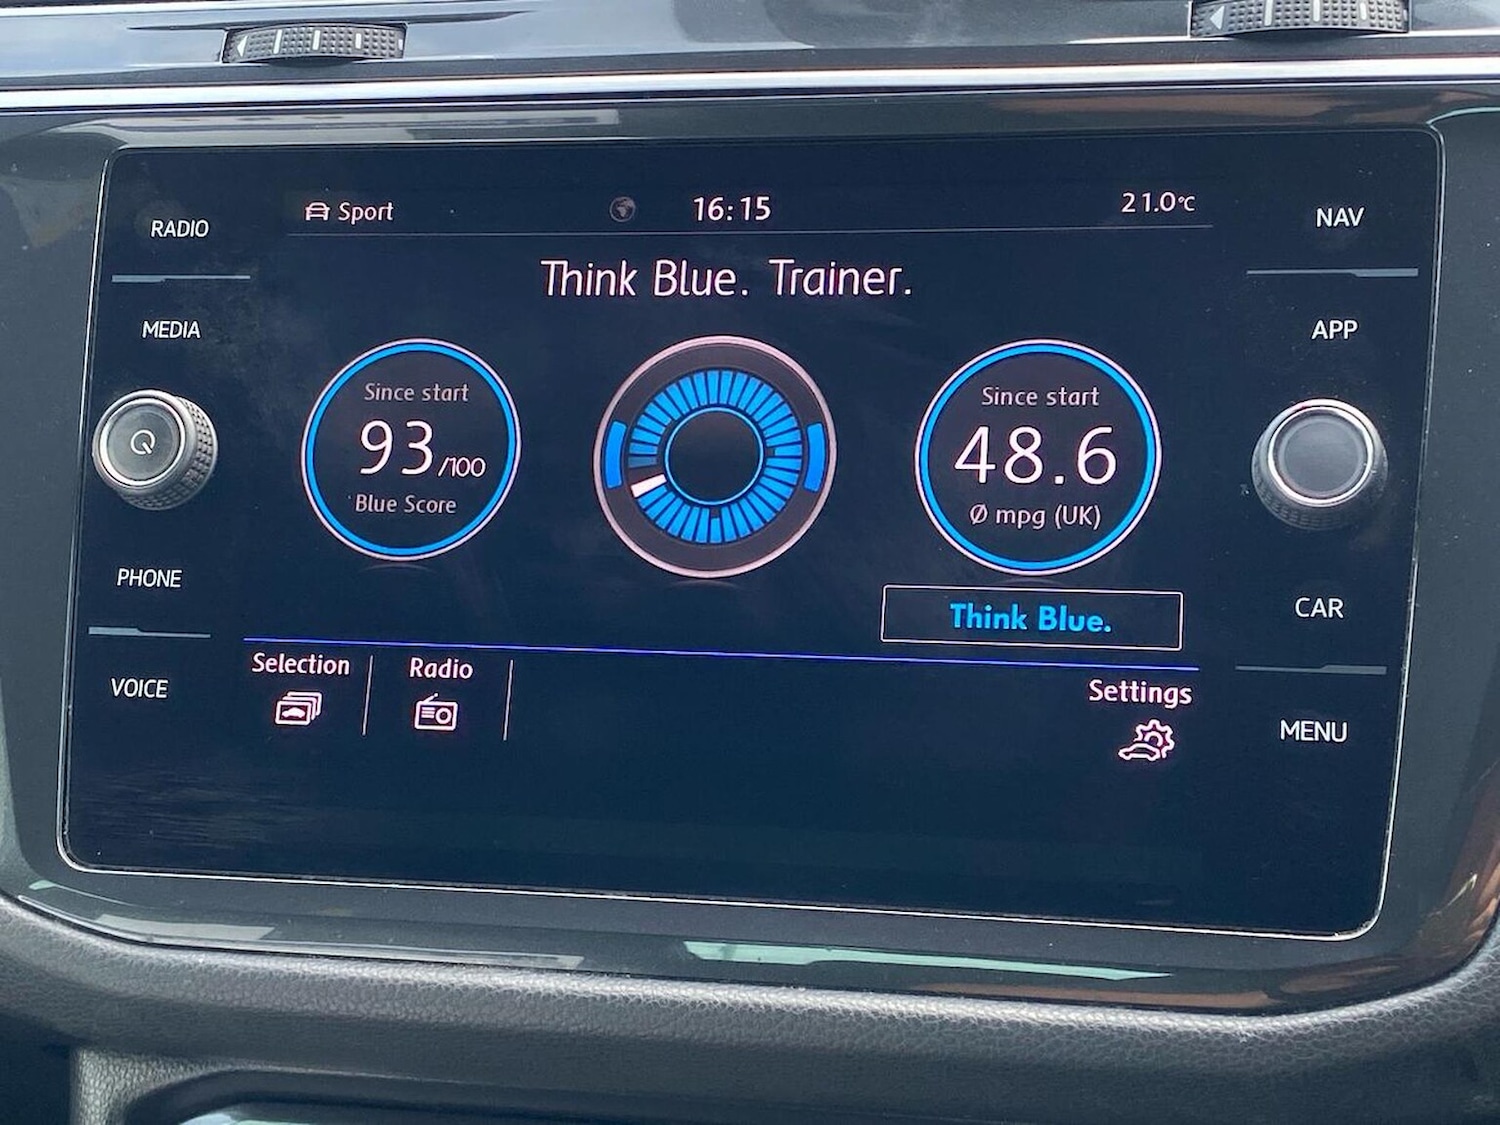 RADIO
MEDIA
PHONE
VOICE
Sport
16:15
21.0°C
Think Blue. Trainer.
Since start
93/100
Blue Score
Since start
48.6
Ø mpg (UK)
Think Blue.
Selection
Radio
Settings
NAV
APP
CAR
MENU